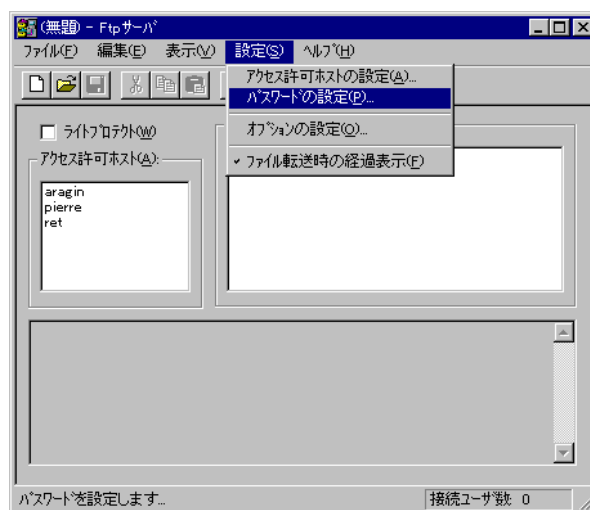 (無題) - Ftpサーバ
ファイル(F) 編集(E) 表示(V) 設定(S) ヘルプ(H)
アクセス許可ホストの設定(A)...
パスワードの設定(P)...
オプションの設定(O)...
✓ ファイル転送時の経過表示(F)
ライトプロテクト(W)
アクセス許可ホスト(A):
aragin
pierre
ret
パスワードを設定します...
接続ユーザ数: 0